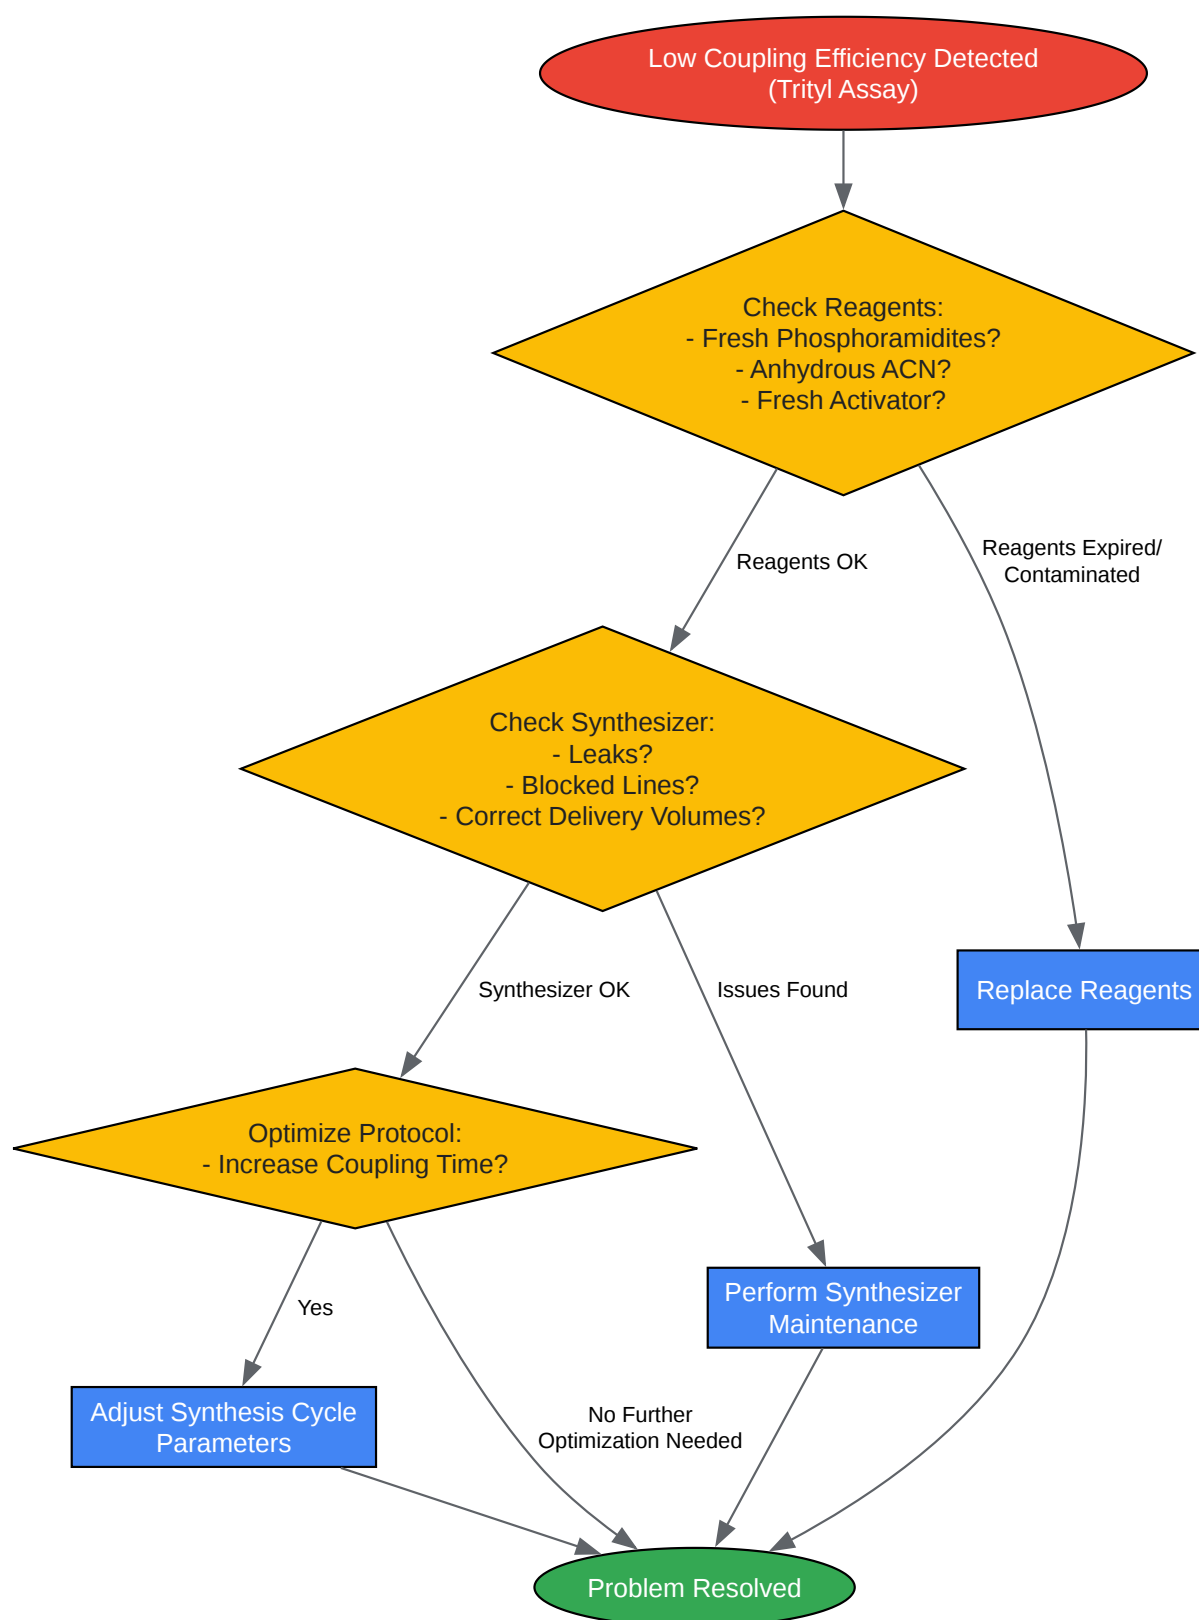 Low Coupling Efficiency Detected
(Trityl Assay)
Check Reagents:
- Fresh Phosphoramidites?
- Anhydrous ACN?
- Fresh Activator?
Reagents OK
Reagents Expired/
Contaminated
Check Synthesizer:
- Leaks?
- Blocked Lines?
- Correct Delivery Volumes?
Synthesizer OK
Issues Found
Replace Reagents
Optimize Protocol:
- Increase Coupling Time?
Yes
Perform Synthesizer
Maintenance
Adjust Synthesis Cycle
Parameters
No Further
Optimization Needed
Problem Resolved